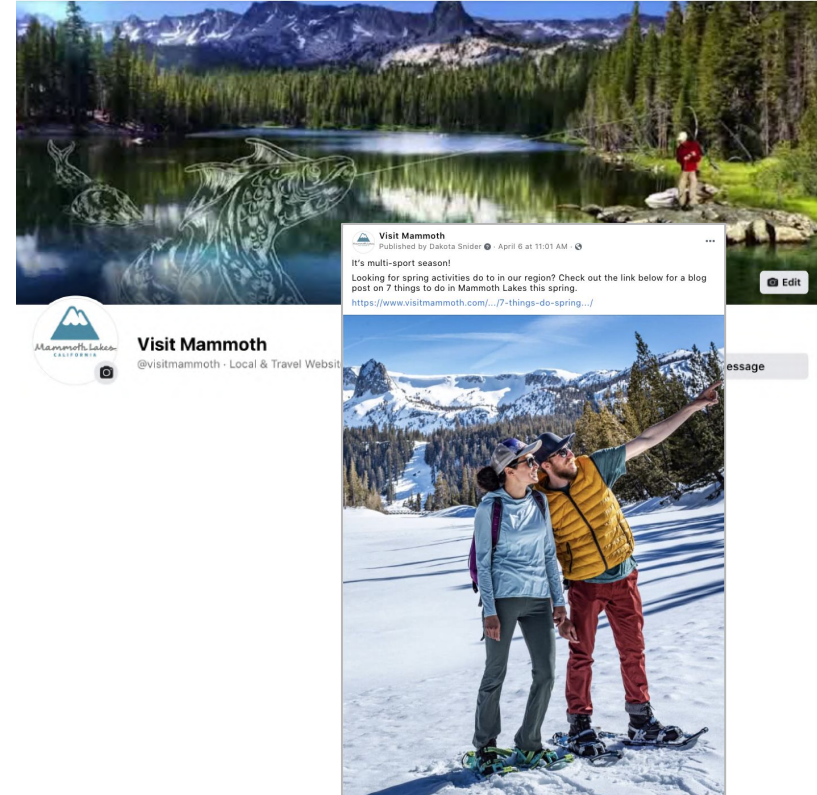 Visit Mammoth
Published by Dakota Snider · April 6 at 11:01 AM ·
It's multi-sport season!
Looking for spring activities do to in our region? Check out the link below for a blog
post on 7 things to do in Mammoth Lakes this spring.
https://www.visitmammoth.com/.../7-things-do-spring.../
Edit
Mammoth Lakes
CALIFORNIA
Visit Mammoth
@visitmammoth · Local & Travel Websit
essage